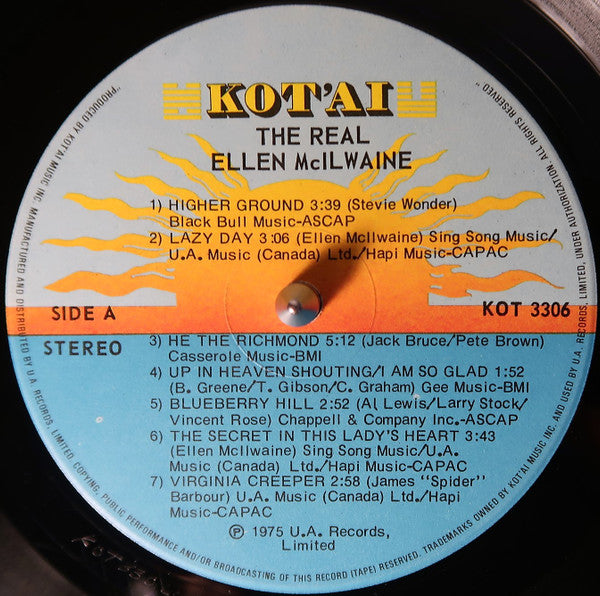 KOT'AI
THE REAL
ELLEN McILWAINE
1) HIGHER GROUND 3:39 (Stevie Wonder)
Black Bull Music-ASCAP
2) LAZY DAY 3:06 (Ellen McIlwaine) Sing Song Music/
U.A. Music (Canada) Ltd./Hapi Music-CAPAC
SIDE A
KOT 3306
STEREO
3) HE THE RICHMOND 5:12 (Jack Bruce/Pete Brown)
Casserole Music-BMI
4) UP IN HEAVEN SHOUTING/I AM SO GLAD 1:52
(B. Greene/T. Gibson/C. Graham) Gee Music-BMI
5) BLUEBERRY HILL 2:52 (Al Lewis/Larry Stock/
Vincent Rose) Chappell & Company Inc.-ASCAP
6) THE SECRET IN THIS LADY'S HEART 3:43
(Ellen McIlwaine) Sing Song Music/U.A.
Music (Canada) Ltd./Hapi Music-CAPAC
7) VIRGINIA CREEPER 2:58 (James "Spider"
Barbour) U.A. Music (Canada) Ltd./Hapi
Music-CAPAC
℗ 1975 U.A. Records,
Limited
"PRODUCED BY KOT'AI MUSIC INC. MANUFACTURED AND DISTRIBUTED BY U.A. RECORDS, LIMITED. COPYING, PUBLIC PERFORMANCE AND/OR BROADCASTING OF THIS RECORD (TAPE) RESERVED. TRADEMARKS OWNED BY KOT'AI MUSIC INC. AND USED BY U.A. RECORDS, LIMITED, UNDER AUTHORIZATION. ALL RIGHTS RESERVED."